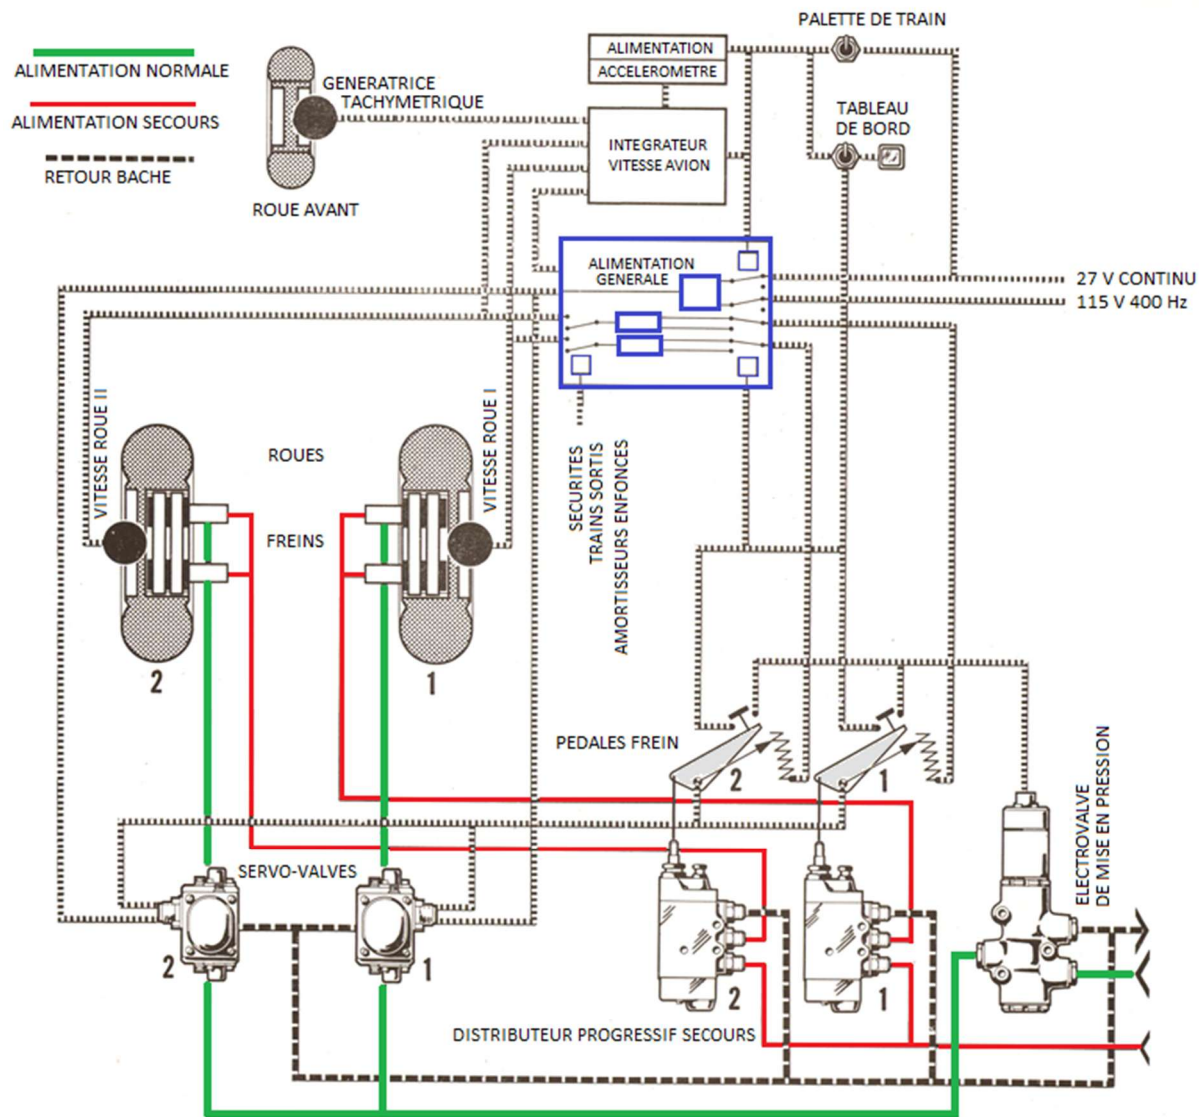 PALETTE DE TRAIN
ALIMENTATION NORMALE
ALIMENTATION SECOURS
RETOUR BACHE
GENERATRICE
TACHYMETRIQUE
ROUE AVANT
ALIMENTATION
ACCELEROMETRE
INTÉGRATEUR
VITESSE AVION
TABLEAU
DE BORD
ALIMENTATION
GENERALE
27 V CONTINU
115 V 400 Hz
VITESSE ROUE II
ROUES
FREINS
VITESSE ROUE I
SECURITES
TRAINS SORTIS
AMORTISSEURS ENFONCES
2
1
PEDALES FREIN
2
1
ELECTROVALVE
DE MISE EN PRESSION
SERVO-VALVES
2
1
2
1
DISTRIBUTEUR PROGRESSIF SECOURS